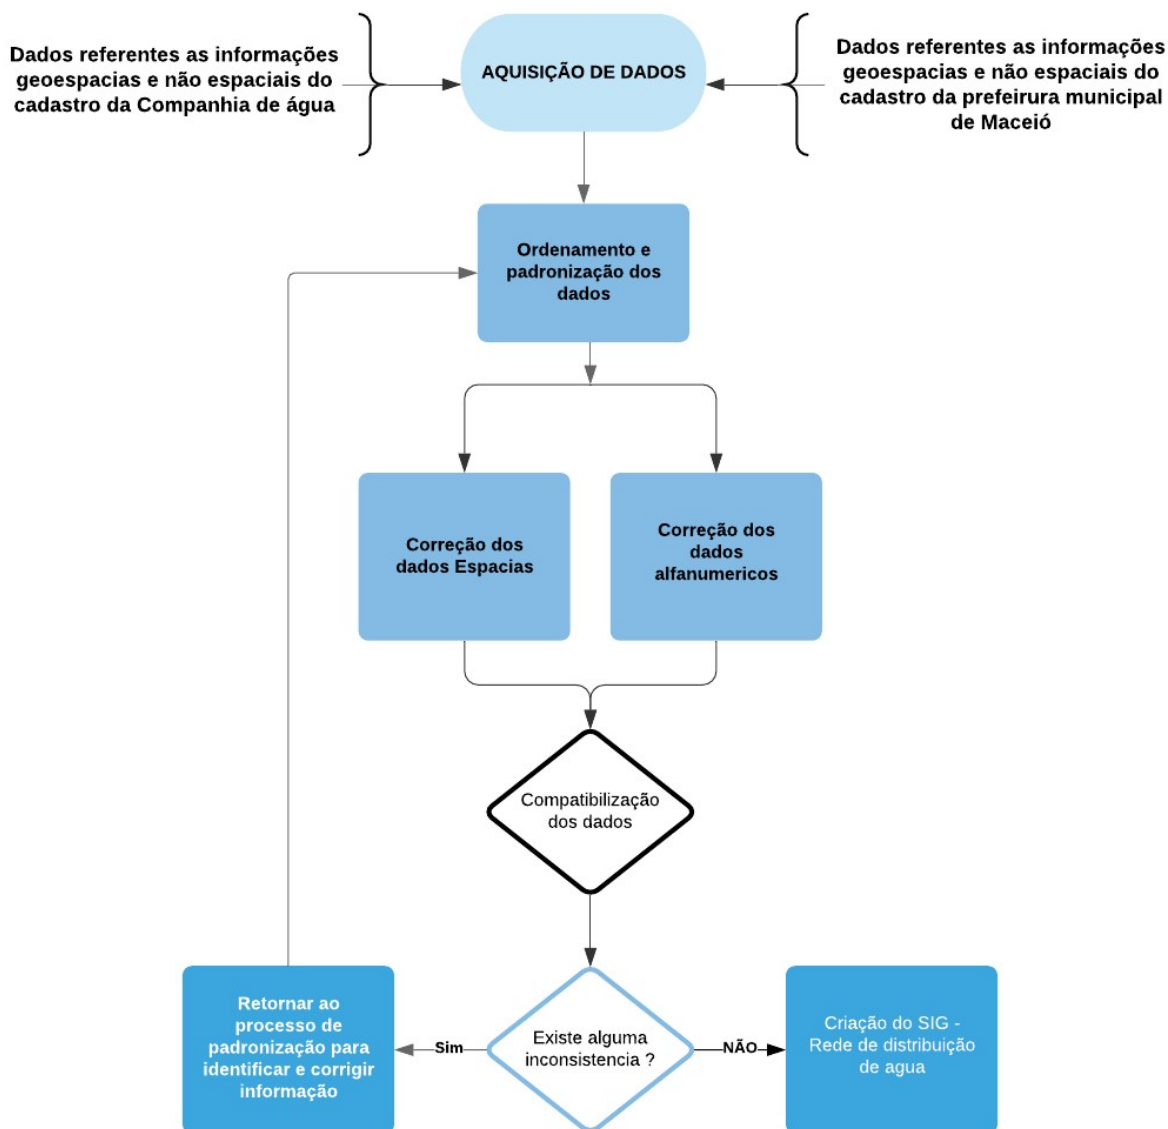 Dados referentes as informações
geoespacias e não espaciais do
cadastro da Companhia de água
AQUISIÇÃO DE DADOS
Dados referentes as informações
geoespacias e não espaciais do
cadastro da prefeirura municipal
de Maceió
Ordenamento e
padronização dos
dados
Correção dos
dados Espacias
Correção dos
dados
alfanumericos
Compatibilização
dos dados
Retornar ao
processo de
padronização para
identificar e corrigir
informação
Sim
Existe alguma
inconsistencia ?
NÃO
Criação do SIG -
Rede de distribuição
de agua